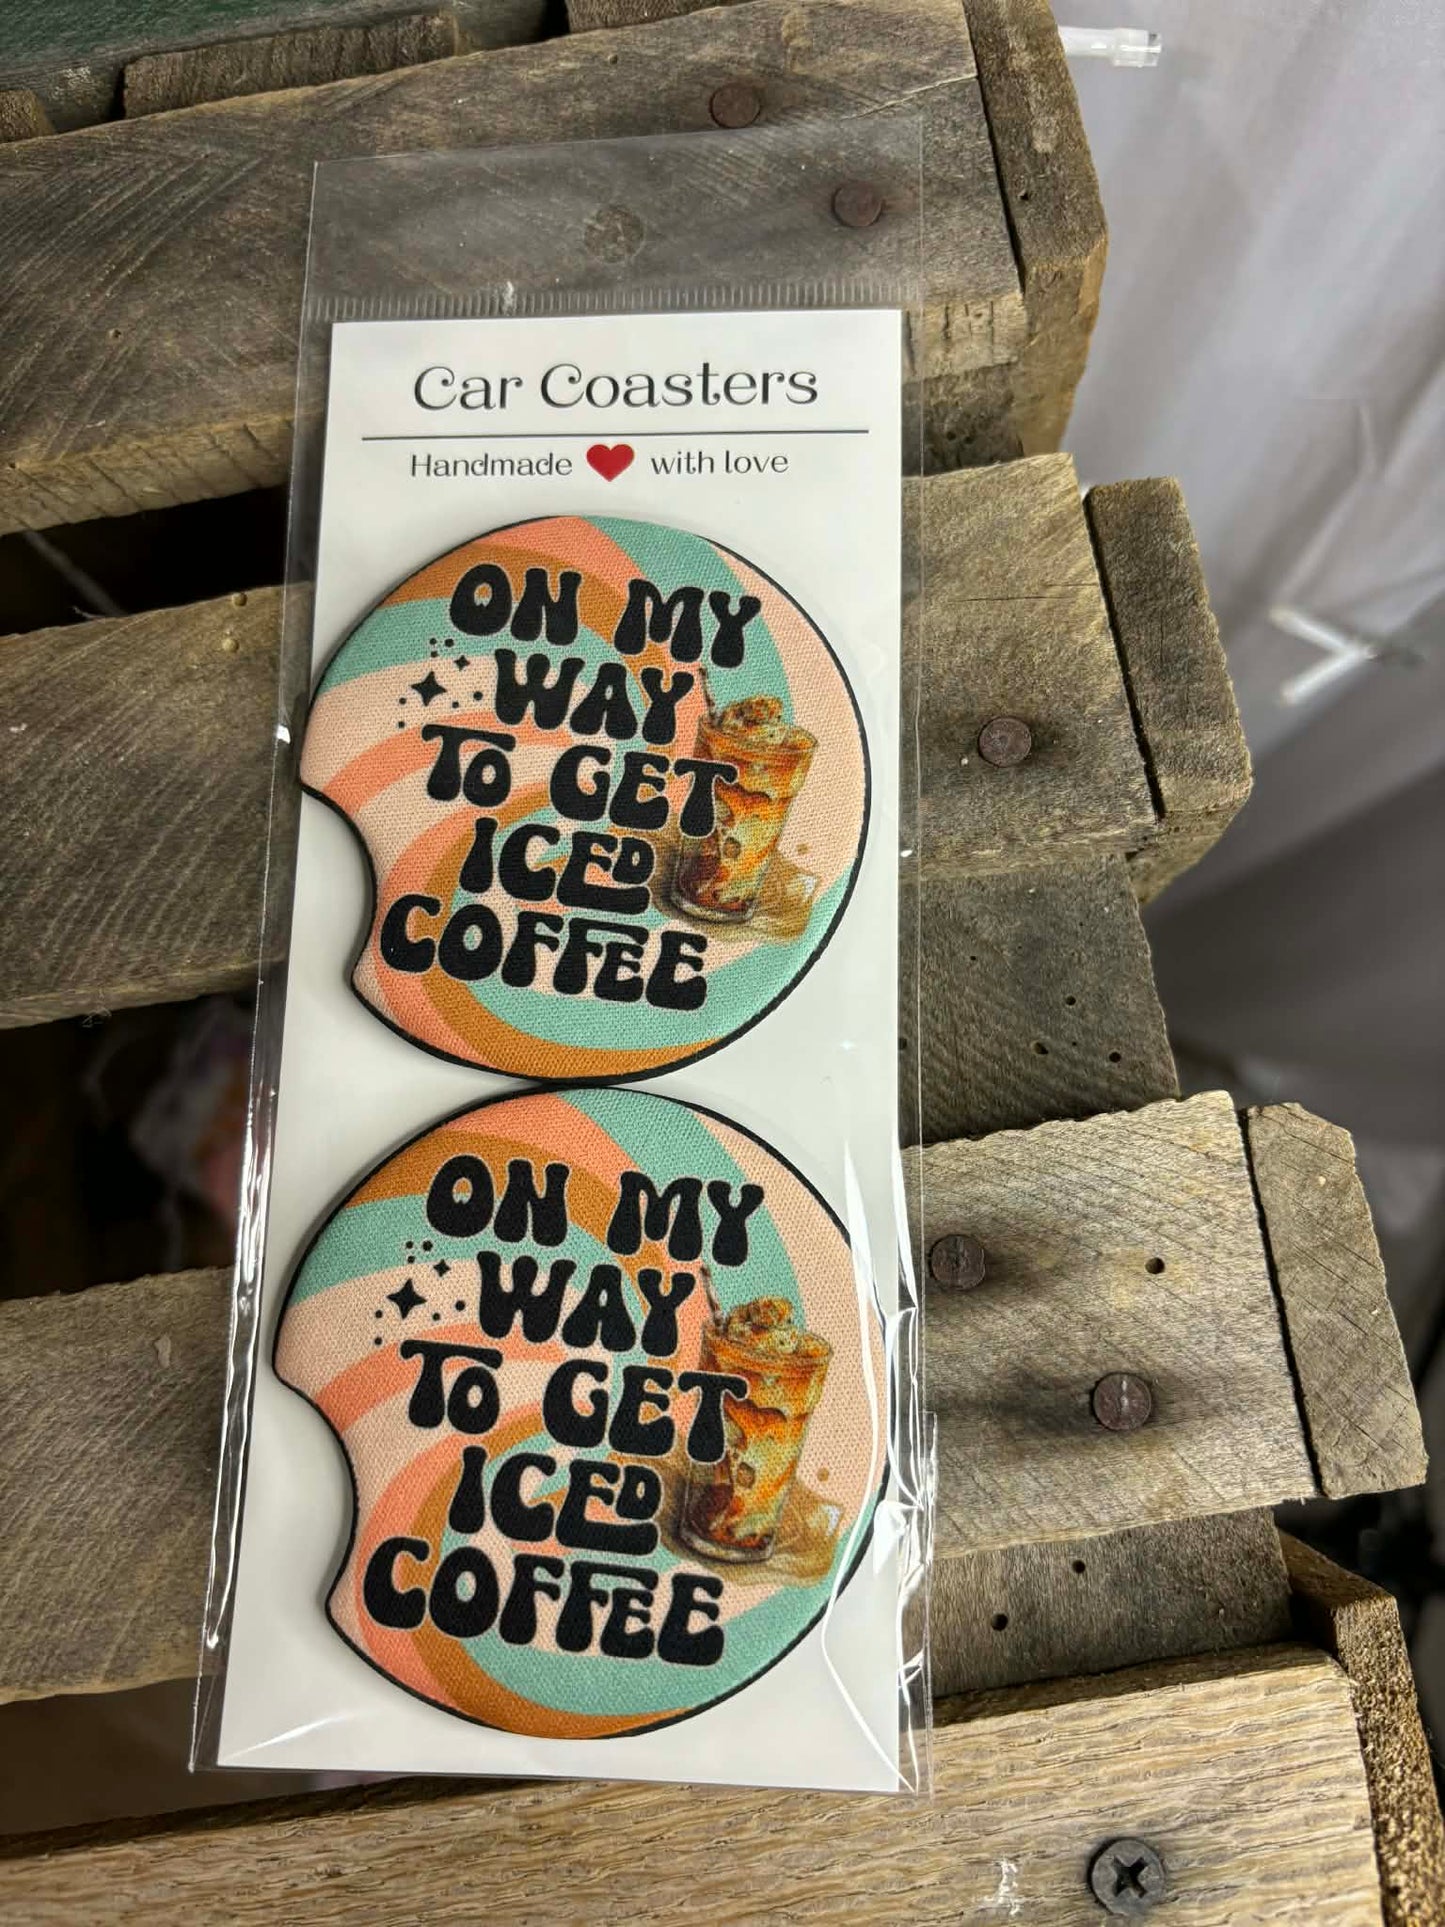 Car Coasters
Handmade ❤ with love
ON MY
WAY
TO GET
ICED
COFFEE
ON MY
WAY
TO GET
ICED
COFFEE